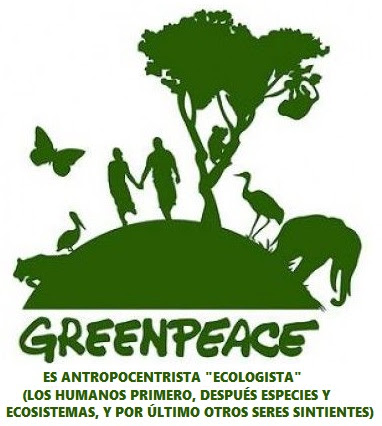 GREENPEACE
ES ANTROPOCENTRISTA "ECOLOGISTA"
(LOS HUMANOS PRIMERO, DESPUÉS ESPECIES Y
ECOSISTEMAS, Y POR ÚLTIMO OTROS SERES SINTIENTES)